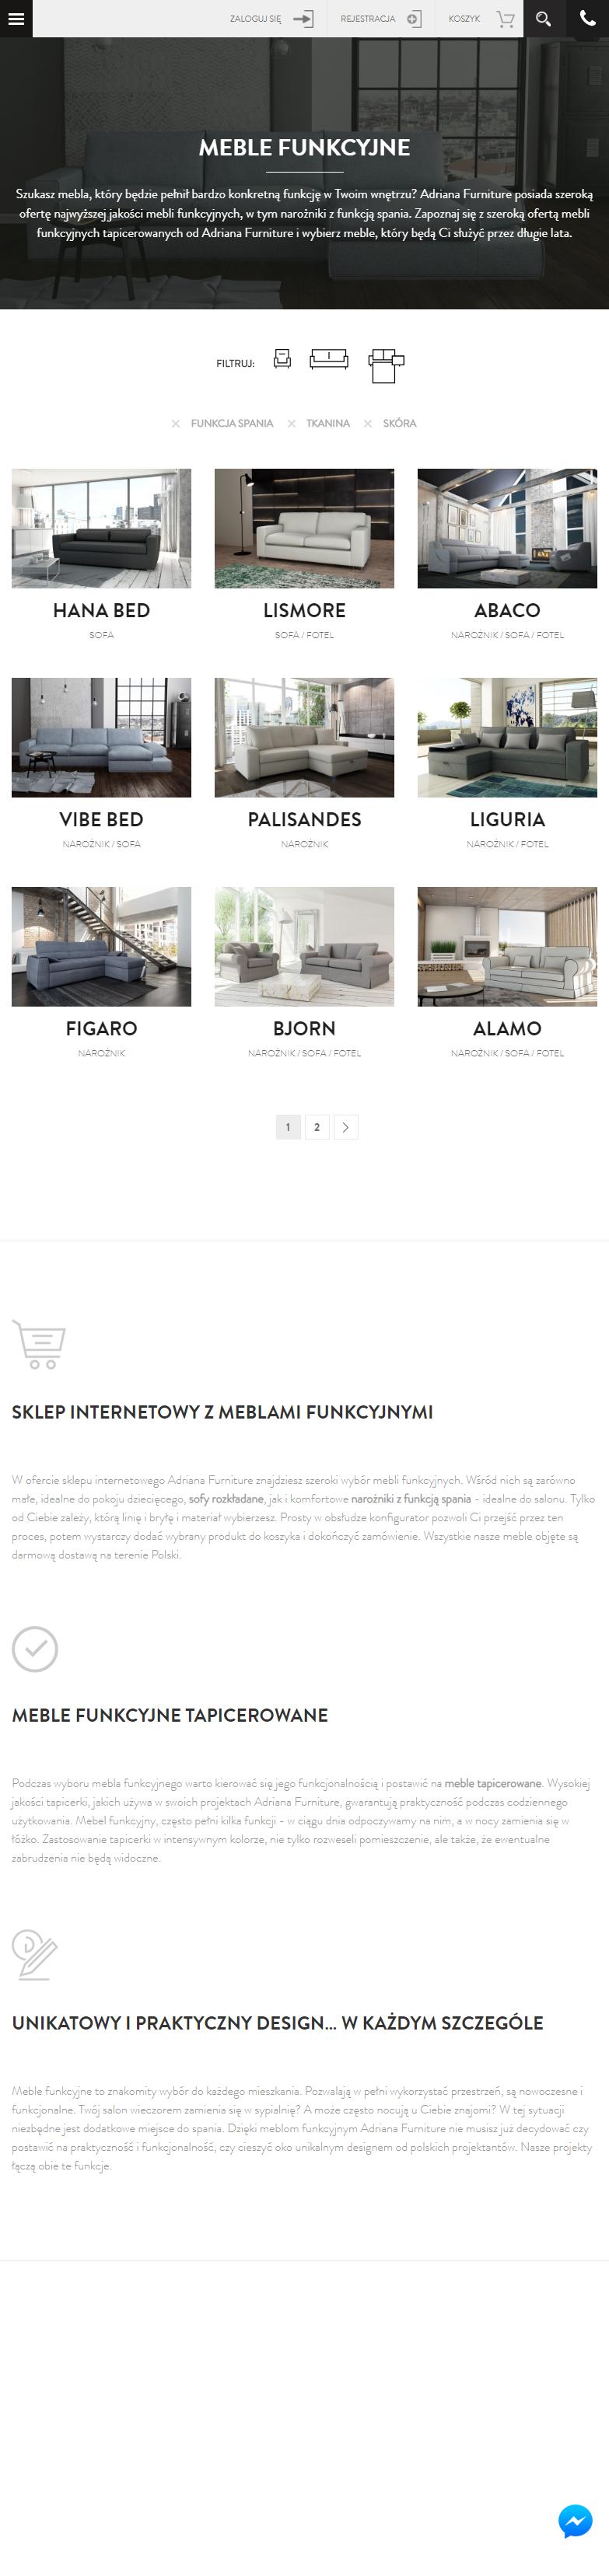 ZALOGUJ SIĘ
REJESTRACJA
KOSZYK
MEBLE FUNKCYJNE
Szukasz mebla, który będzie pełnił bardzo konkretną funkcję w Twoim wnętrzu? Adriana Furniture posiada szeroką
ofertę najwyższej jakości mebli funkcyjnych, w tym narożniki z funkcją spania. Zapoznaj się z szeroką ofertą mebli
funkcyjnych tapicerowanych od Adriana Furniture i wybierz meble, który będą Ci służyć przez długie lata.
FILTRUJ:
FUNKCJA SPANIA
TKANINA
SKÓRA
HANA BED
SOFA
LISMORE
SOFA / FOTEL
ABACO
NAROŻNIK / SOFA / FOTEL
VIBE BED
NAROŻNIK / SOFA
PALISANDES
NAROŻNIK
LIGURIA
NAROŻNIK / FOTEL
FIGARO
NAROŻNIK
BJORN
NAROŻNIK / SOFA / FOTEL
ALAMO
NAROŻNIK / SOFA / FOTEL
1
2
SKLEP INTERNETOWY Z MEBLAMI FUNKCYJNYMI
W ofercie sklepu internetowego Adriana Furniture znajdziesz szeroki wybór mebli funkcyjnych. Wśród nich są zarówno
małe, idealne do pokoju dziecięcego, sofy rozkładane, jak i komfortowe narożniki z funkcją spania - idealne do salonu. Tylko
od Ciebie zależy, którą linię i bryłę i materiał wybierzesz. Prosty w obsłudze konfigurator pozwoli Ci przejść przez ten
proces, potem wystarczy dodać wybrany produkt do koszyka i dokończyć zamówienie. Wszystkie nasze meble objęte są
darmową dostawą na terenie Polski.
MEBLE FUNKCYJNE TAPICEROWANE
Podczas wyboru mebla funkcyjnego warto kierować się jego funkcjonalnością i postawić na meble tapicerowane. Wysokiej
jakości tapicerki, jakich używa w swoich projektach Adriana Furniture, gwarantują praktyczność podczas codziennego
użytkowania. Mebel funkcyjny, często pełni kilka funkcji - w ciągu dnia odpoczywamy na nim, a w nocy zamienia się w
łóżko. Zastosowanie tapicerki w intensywnym kolorze, nie tylko rozweseli pomieszczenie, ale także, że ewentualne
zabrudzenia nie będą widoczne.
UNIKATOWY I PRAKTYCZNY DESIGN... W KAŻDYM SZCZEGÓLE
Meble funkcyjne to znakomity wybór do każdego mieszkania. Pozwalają w pełni wykorzystać przestrzeń, są nowoczesne i
funkcjonalne. Twój salon wieczorem zamienia się w sypialnię? A może często nocują u Ciebie znajomi? W tej sytuacji
niezbędne jest dodatkowe miejsce do spania. Dzięki meblom funkcyjnym Adriana Furniture nie musisz już decydować czy
postawić na praktyczność i funkcjonalność, czy cieszyć oko unikalnym designem od polskich projektantów. Nasze projekty
łączą obie te funkcje.